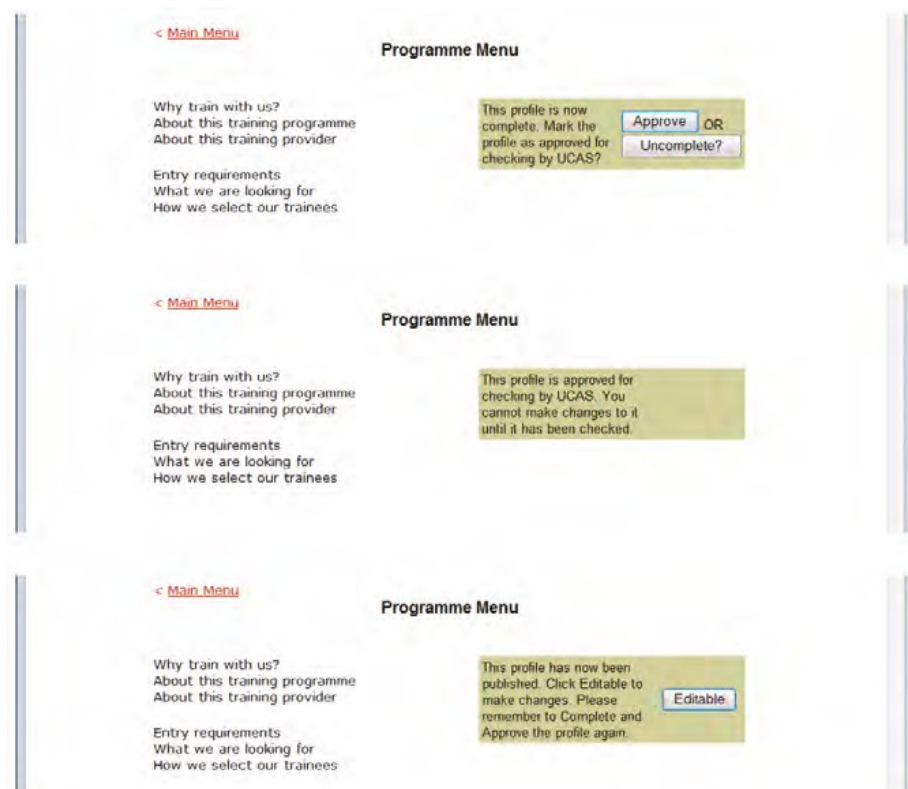 < Main Menu
Programme Menu
Why train with us?
About this training programme
About this training provider
Entry requirements
What we are looking for
How we select our trainees
This profile is now
complete. Mark the
profile as approved for
checking by UCAS?
Approve OR
Uncomplete?
< Main Menu
Programme Menu
Why train with us?
About this training programme
About this training provider
Entry requirements
What we are looking for
How we select our trainees
This profile is approved for
checking by UCAS. You
cannot make changes to it
until it has been checked.
< Main Menu
Programme Menu
Why train with us?
About this training programme
About this training provider
Entry requirements
What we are looking for
How we select our trainees
This profile has now been
published. Click Editable to
make changes. Please
remember to Complete and
Approve the profile again.
Editable